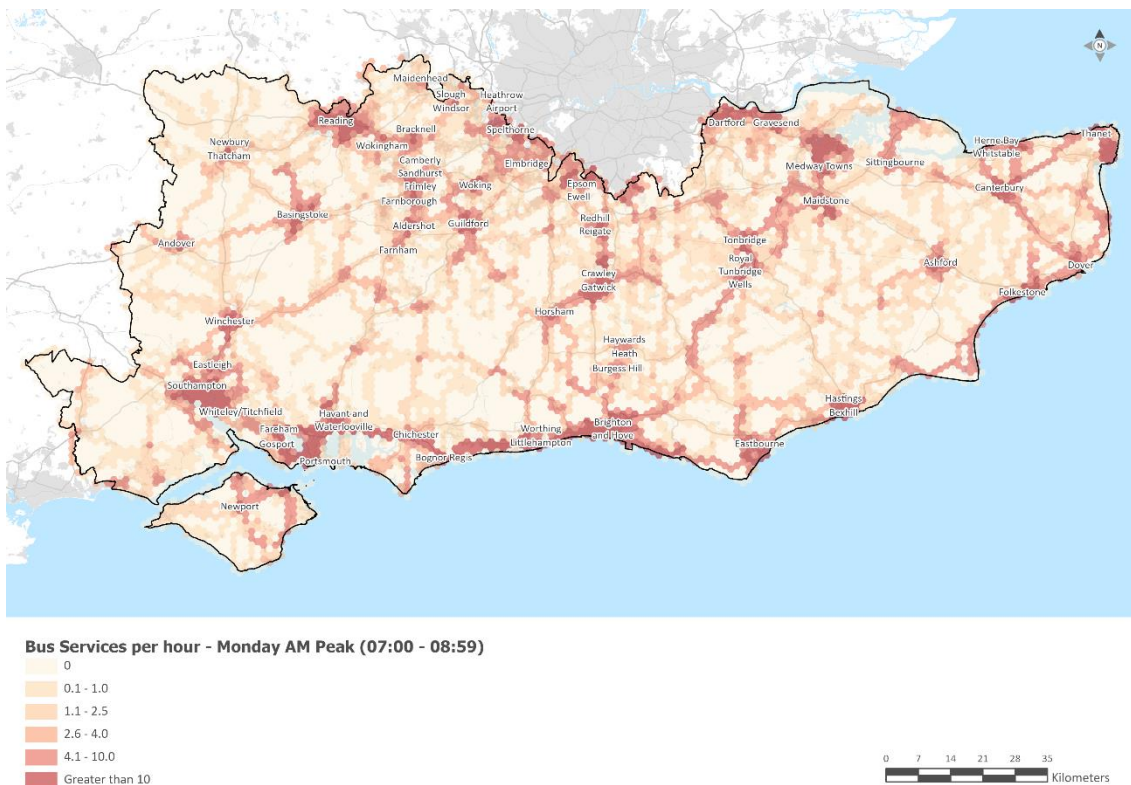 N
Maidenhead
Slough
Heathrow
Airport
Windsor
Reading
Bracknell
Spelthorne
Dartford
Gravesend
Thanet
Newbury
Thatcham
Wokingham
Herne Bay
Whitstable
Camberly
Sandhurst
Frimley
Farnborough
Elmbridge
Woking
Epsom
Ewell
Medway Towns
Sittingbourne
Canterbury
Basingstoke
Maidstone
Aldershot
Guildford
Redhill
Reigate
Andover
Farnham
Tonbridge
Royal
Tunbridge
Wells
Ashford
Dover
Crawley
Gatwick
Folkestone
Winchester
Horsham
Haywards
Heath
Burgess Hill
Eastleigh
Southampton
Whiteley/Titchfield
Havant and
Waterlooville
Hastings
Bexhill
Fareham
Gosport
Portsmouth
Chichester
Bognor Regis
Worthing
Littlehampton
Brighton
and Hove
Eastbourne
Newport
Bus Services per hour - Monday AM Peak (07:00 - 08:59)
0
0.1 - 1.0
1.1 - 2.5
2.6 - 4.0
4.1 - 10.0
Greater than 10
0 7 14 21 28 35
Kilometers